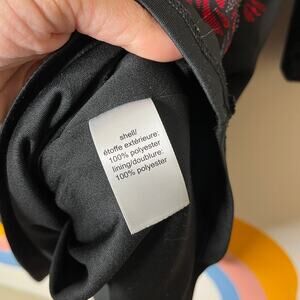 shell/
étoffe extérieure:
100% polyester
lining/doublure:
100% polyester